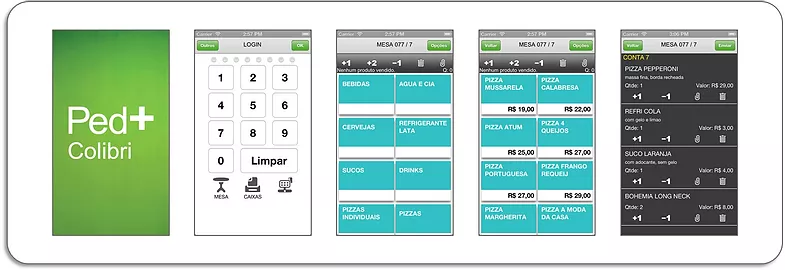 Ped+
Colibri
Carrier 2:57 PM
Outros LOGIN OK
1 2 3
4 5 6
7 8 9
0 Limpar
MESA CAIXAS
Carrier 2:57 PM
MESA 077 / 7 Opções
+1 +2 −1
Nenhum produto vendido. Q: 0
BEBIDAS AGUA E CIA
CERVEJAS REFRIGERANTE
LATA
SUCOS DRINKS
PIZZAS
INDIVIDUAIS PIZZAS
Carrier 2:57 PM
Voltar MESA 077 / 7 Opções
+1 +2 −1
Nenhum produto vendido. Q: 0
PIZZA
MUSSARELA
R$ 19,00
PIZZA
CALABRESA
R$ 22,00
PIZZA ATUM
R$ 25,00
PIZZA 4
QUEIJOS
R$ 27,00
PIZZA
PORTUGUESA
R$ 27,00
PIZZA FRANGO
REQUEIJ
R$ 29,00
PIZZA
MARGHERITA
PIZZA A MODA
DA CASA
Carrier 3:06 PM
Voltar MESA 077 / 7 Enviar
CONTA 7
PIZZA PEPPERONI
massa fina, borda recheada
Qtde: 1 Valor: R$ 29,00
+1 −1
REFRI COLA
com gelo e limao
Qtde: 1 Valor: R$ 3,00
+1 −1
SUCO LARANJA
com adocante, sem gelo
Qtde: 1 Valor: R$ 4,00
+1 −1
BOHEMIA LONG NECK
Qtde: 2 Valor: R$ 8,00
+1 −1